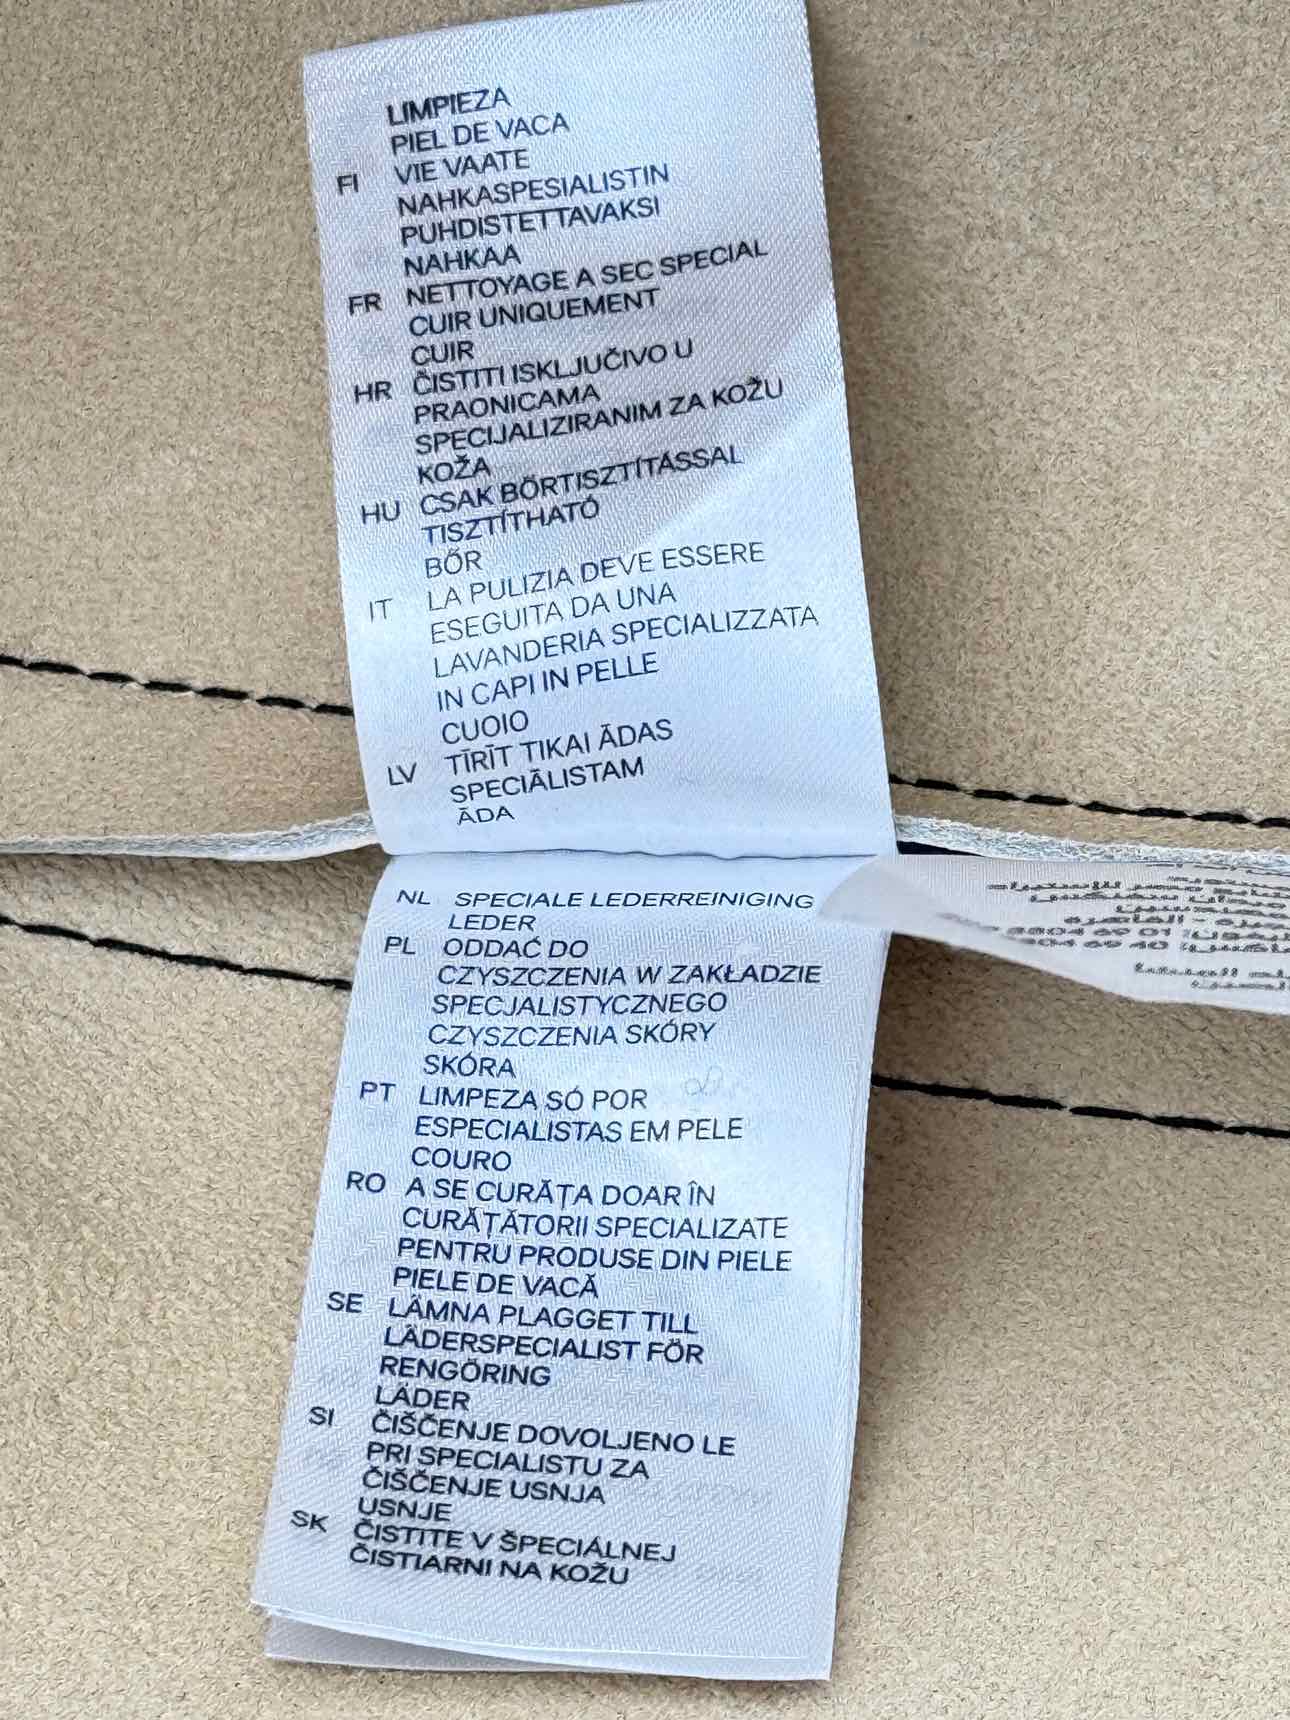 LIMPIEZA
PIEL DE VACA
FI VIE VAATE
NAHKASPESIALISTIN
PUHDISTETTAVAKSI
NAHKAA
FR NETTOYAGE A SEC SPECIAL
CUIR UNIQUEMENT
CUIR
HR ČISTITI ISKLJUČIVO U
PRAONICAMA
SPECIJALIZIRANIM ZA KOŽU
KOŽA
HU CSAK BŐRTISZTÍTÁSSAL
TISZTÍTHATÓ
BŐR
IT LA PULIZIA DEVE ESSERE
ESEGUITA DA UNA
LAVANDERIA SPECIALIZZATA
IN CAPI IN PELLE
CUOIO
LV TĪRĪT TIKAI ĀDAS
SPECIĀLISTAM
ĀDA
NL SPECIALE LEDERREINIGING
LEDER
PL ODDAĆ DO
CZYSZCZENIA W ZAKŁADZIE
SPECJALISTYCZNEGO
CZYSZCZENIA SKÓRY
SKÓRA
PT LIMPEZA SÓ POR
ESPECIALISTAS EM PELE
COURO
RO A SE CURĂȚA DOAR ÎN
CURĂȚĂTORII SPECIALIZATE
PENTRU PRODUSE DIN PIELE
PIELE DE VACĂ
SE LÄMNA PLAGGET TILL
LÄDERSPECIALIST FÖR
RENGÖRING
LÄDER
SI ČIŠČENJE DOVOLJENO LE
PRI SPECIALISTU ZA
ČIŠČENJE USNJA
USNJE
SK ČISTITE V ŠPECIÁLNEJ
ČISTIARNI NA KOŽU